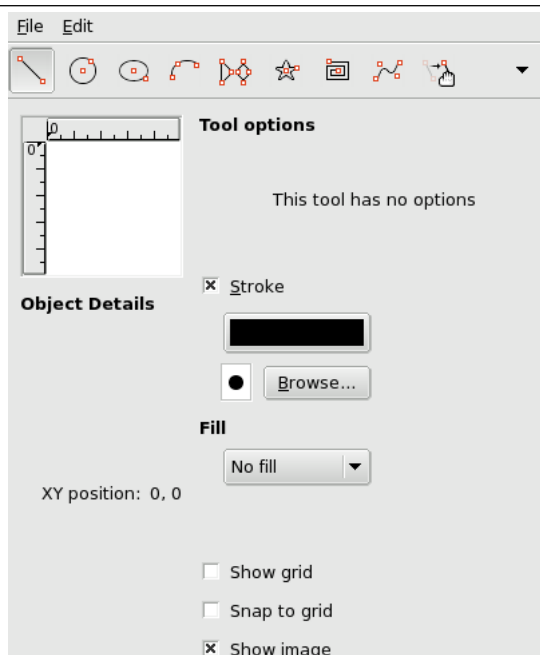 File Edit
0
0
Tool options
This tool has no options
Stroke
Object Details
Browse...
Fill
No fill
XY position: 0, 0
Show grid
Snap to grid
Show image